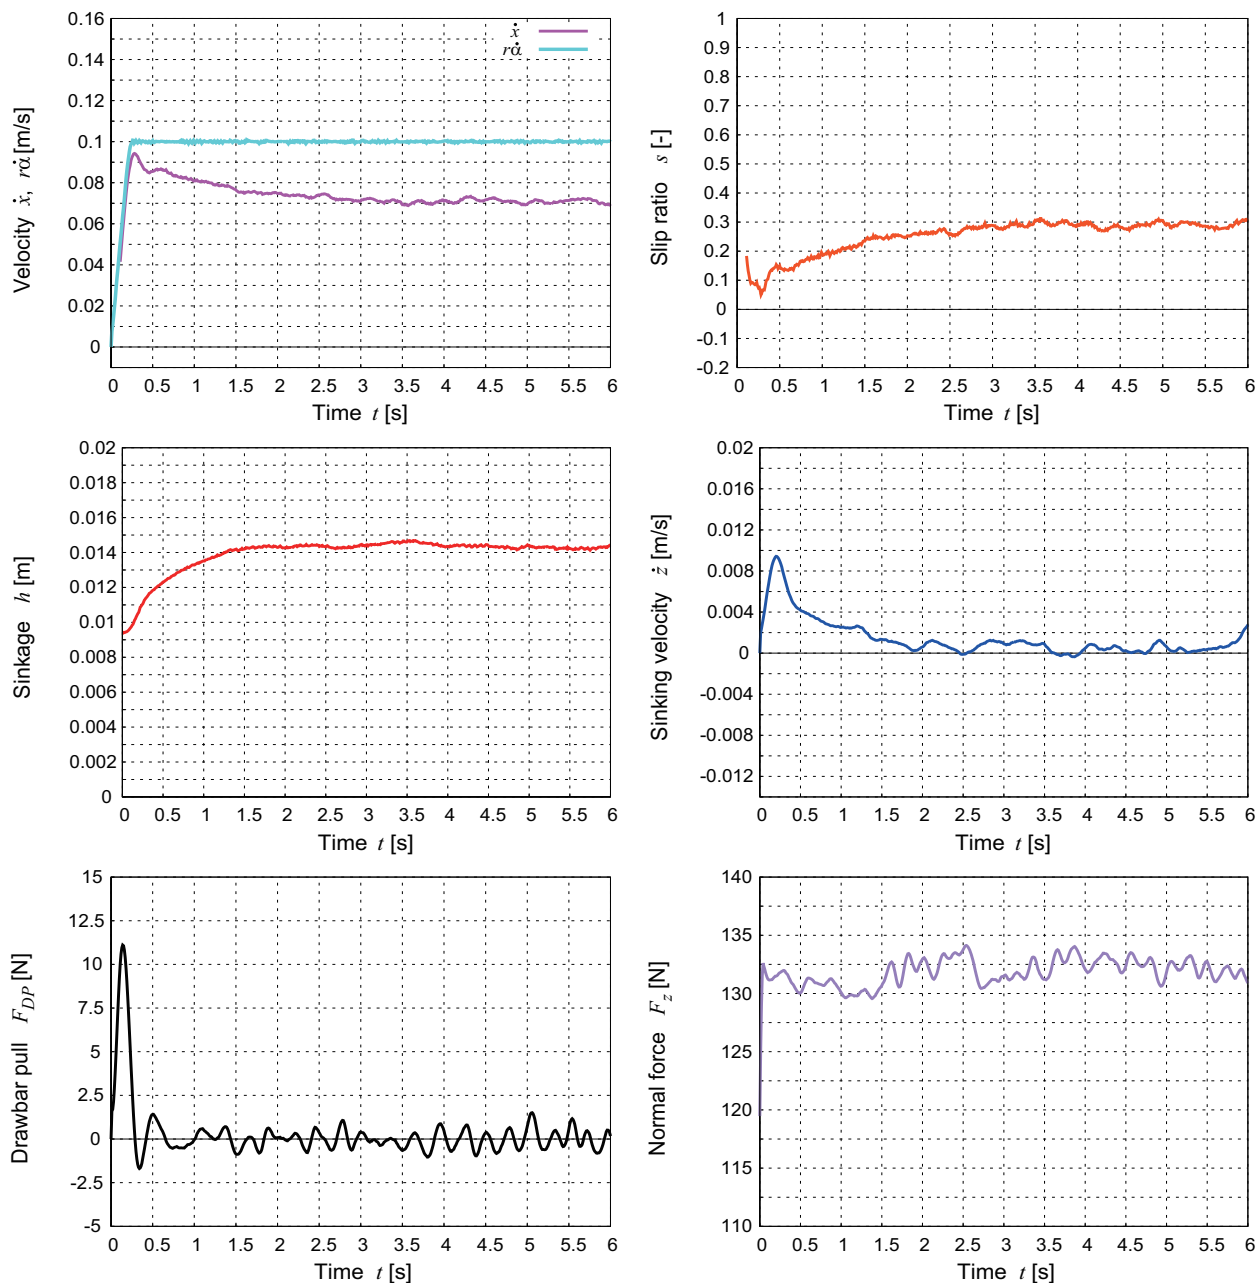 0.16
0.14
0.12
0.1
0.08
0.06
0.04
0.02
0
Velocity ẋ, rα̇ [m/s]
ẋ
rα̇
0 0.5 1 1.5 2 2.5 3 3.5 4 4.5 5 5.5 6
Time t [s]
1
0.9
0.8
0.7
0.6
0.5
0.4
0.3
0.2
0.1
0
-0.1
-0.2
Slip ratio s [-]
0 0.5 1 1.5 2 2.5 3 3.5 4 4.5 5 5.5 6
Time t [s]
0.02
0.018
0.016
0.014
0.012
0.01
0.008
0.006
0.004
0.002
0
Sinkage h [m]
0 0.5 1 1.5 2 2.5 3 3.5 4 4.5 5 5.5 6
Time t [s]
0.02
0.016
0.012
0.008
0.004
0
-0.004
-0.008
-0.012
Sinking velocity ż [m/s]
0 0.5 1 1.5 2 2.5 3 3.5 4 4.5 5 5.5 6
Time t [s]
15
12.5
10
7.5
5
2.5
0
-2.5
-5
Drawbar pull F_DP [N]
0 0.5 1 1.5 2 2.5 3 3.5 4 4.5 5 5.5 6
Time t [s]
140
135
130
125
120
115
110
Normal force F_z [N]
0 0.5 1 1.5 2 2.5 3 3.5 4 4.5 5 5.5 6
Time t [s]